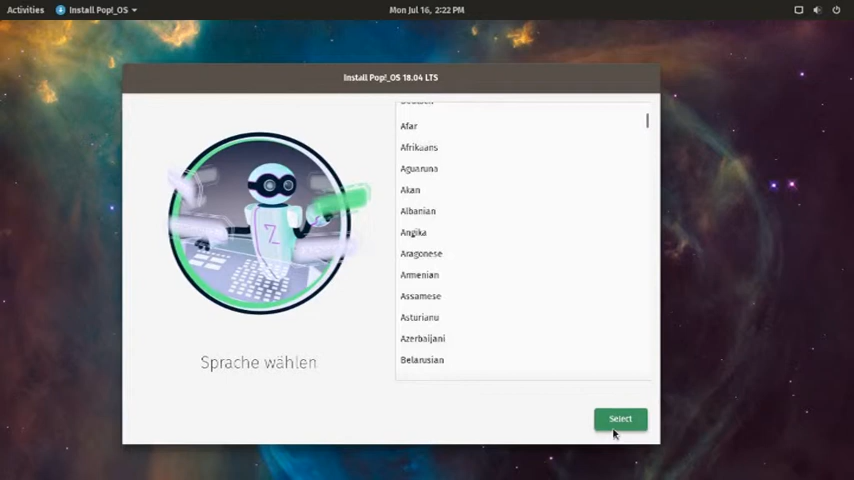 Activities Install Pop!_OS Mon Jul 16, 2:22 PM
Install Pop!_OS 18.04 LTS
Deutsch
Afar
Afrikaans
Aguaruna
Akan
Albanian
Angika
Aragonese
Armenian
Assamese
Asturianu
Azerbaijani
Belarusian
Sprache wählen
Select